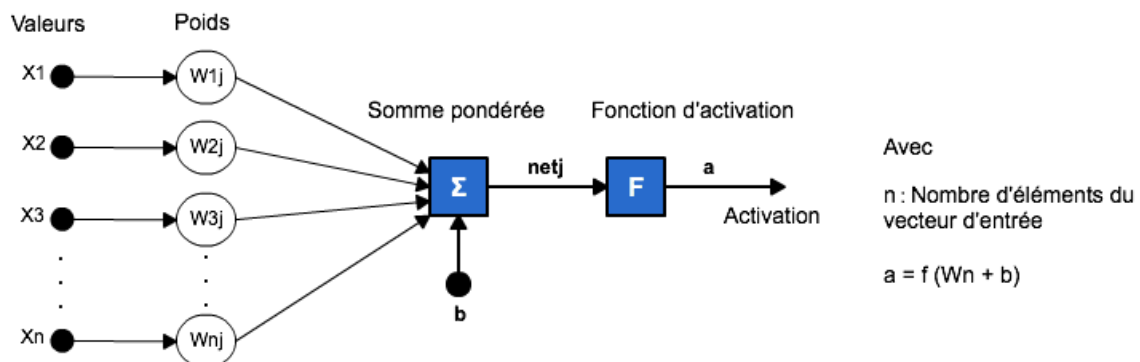 Valeurs
Poids
X1
W1j
X2
W2j
X3
W3j
Xn
Wnj
Somme pondérée
Σ
b
netj
Fonction d'activation
F
a
Activation
Avec
n : Nombre d'éléments du
vecteur d'entrée
a = f (Wn + b)